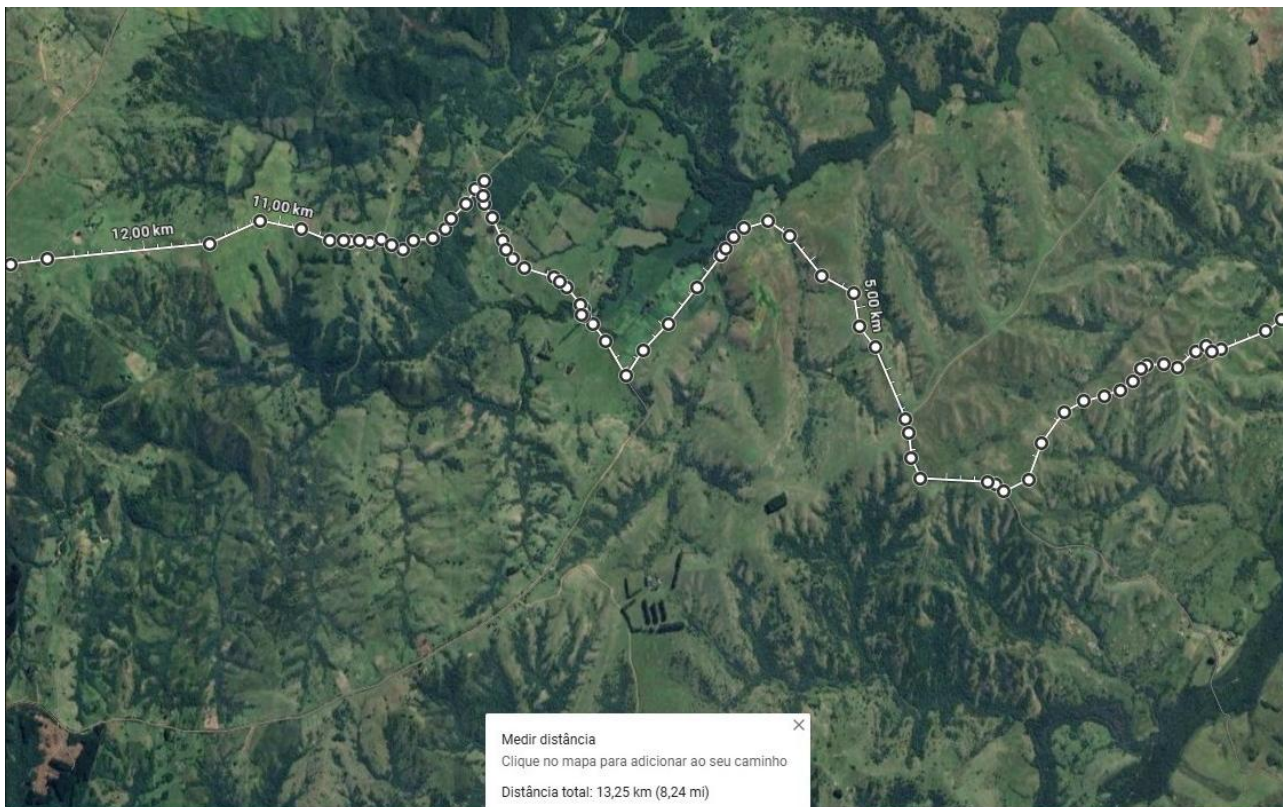 11,00 km
12,00 km
5,00 km
Medir distância
Clique no mapa para adicionar ao seu caminho
Distância total: 13,25 km (8,24 mi)